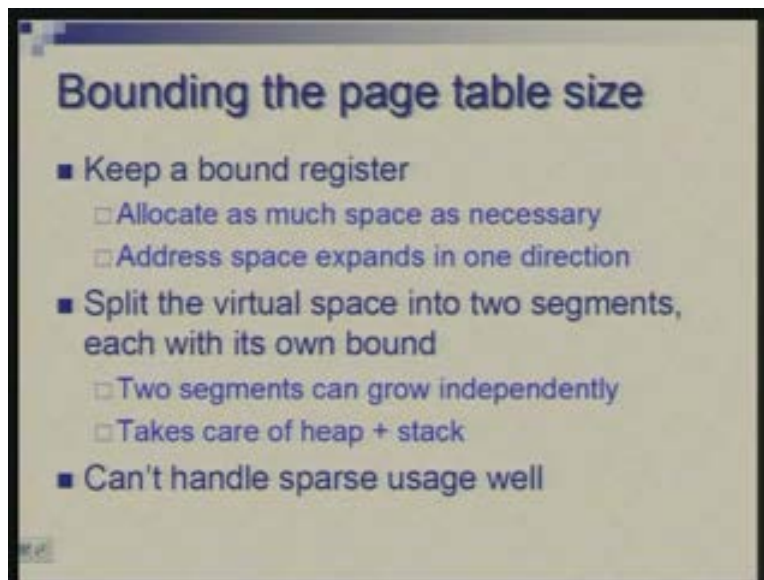 Bounding the page table size
Keep a bound register
Allocate as much space as necessary
Address space expands in one direction
Split the virtual space into two segments,
each with its own bound
Two segments can grow independently
Takes care of heap + stack
Can't handle sparse usage well